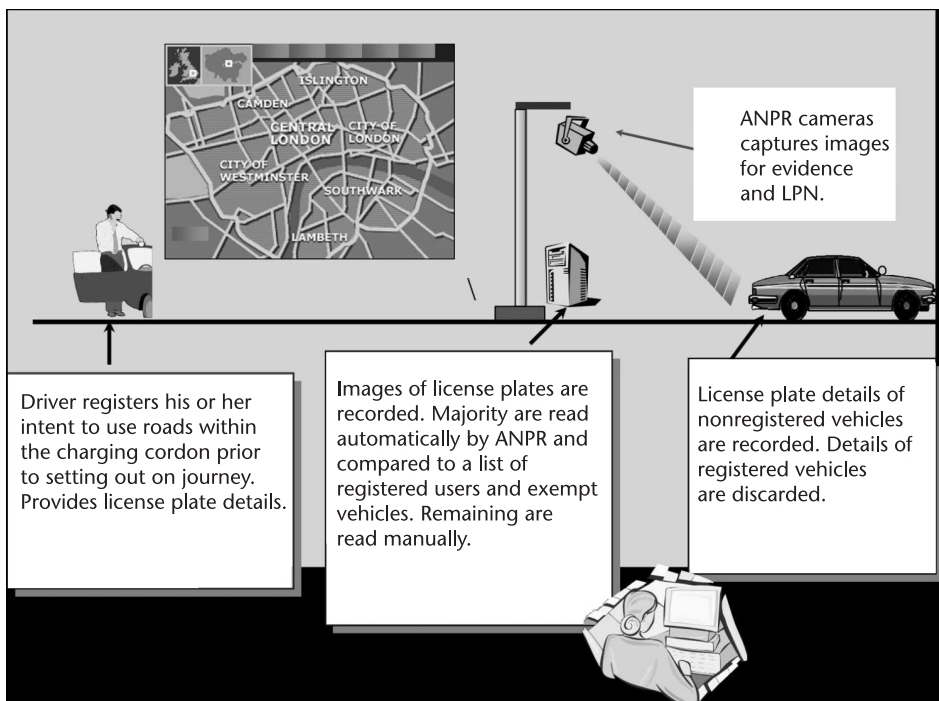 ISLINGTON
CAMDEN
CENTRAL
LONDON
CITY OF
LONDON
CITY OF
WESTMINSTER
SOUTHWARK
LAMBETH
ANPR cameras
captures images
for evidence
and LPN.
Driver registers his or her
intent to use roads within
the charging cordon prior
to setting out on journey.
Provides license plate details.
Images of license plates are
recorded. Majority are read
automatically by ANPR and
compared to a list of
registered users and exempt
vehicles. Remaining are
read manually.
License plate details of
nonregistered vehicles
are recorded. Details of
registered vehicles
are discarded.